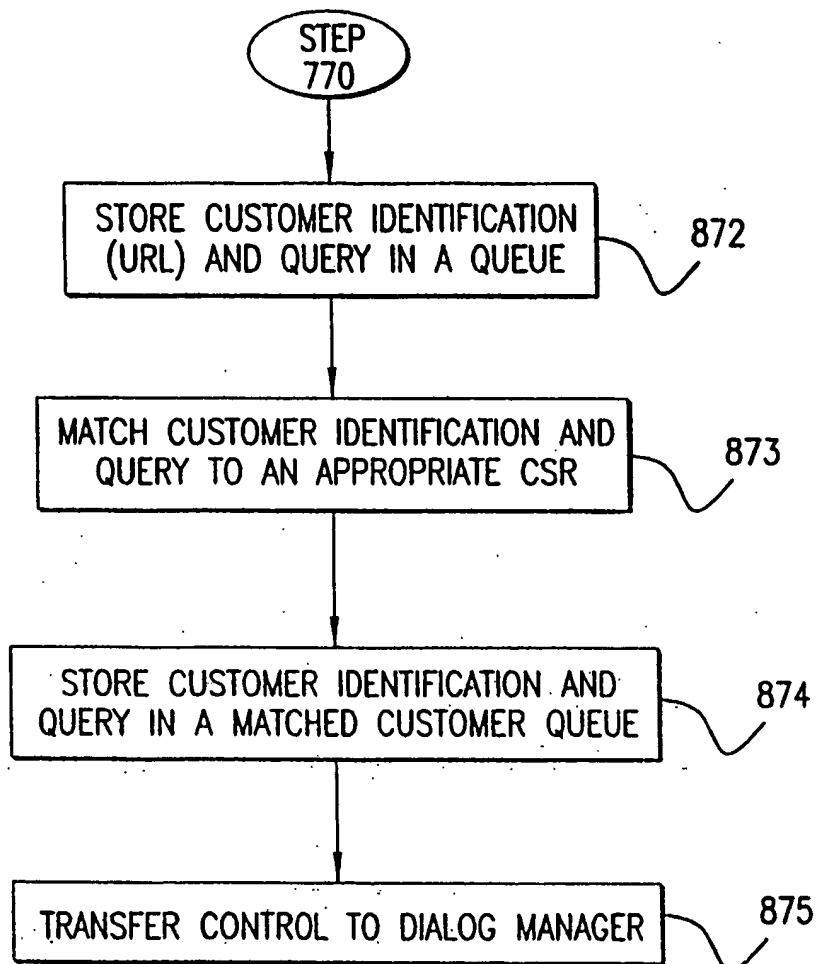 STEP
770
STORE CUSTOMER IDENTIFICATION
(URL) AND QUERY IN A QUEUE
872
MATCH CUSTOMER IDENTIFICATION AND
QUERY TO AN APPROPRIATE CSR
873
STORE CUSTOMER IDENTIFICATION AND
QUERY IN A MATCHED CUSTOMER QUEUE
874
TRANSFER CONTROL TO DIALOG MANAGER
875